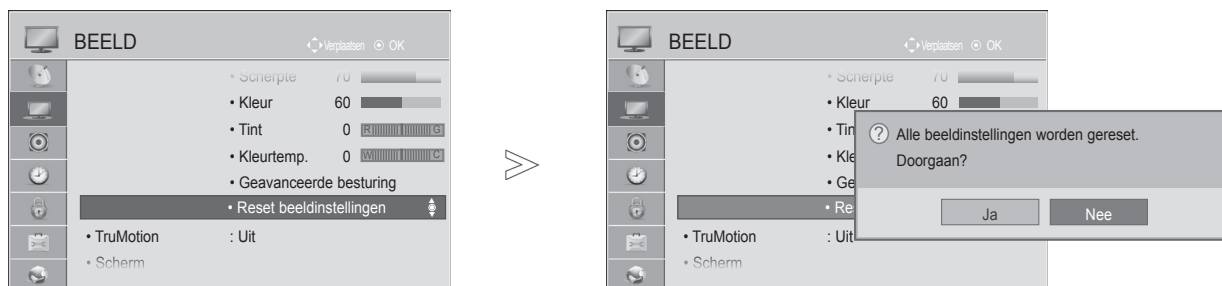 BEELD
Verplaatsen OK
• Scherpte 70
• Kleur 60
• Tint 0 R G
• Kleurtemp. 0 W C
• Geavanceerde besturing
• Reset beeldinstellingen
• TruMotion : Uit
• Scherm
BEELD
Verplaatsen OK
• Scherpte 70
• Kleur 60
• Tin
• Kle
• Ge
• Re
• TruMotion : Uit
• Scherm
? Alle beeldinstellingen worden gereset.
Doorgaan?
Ja Nee